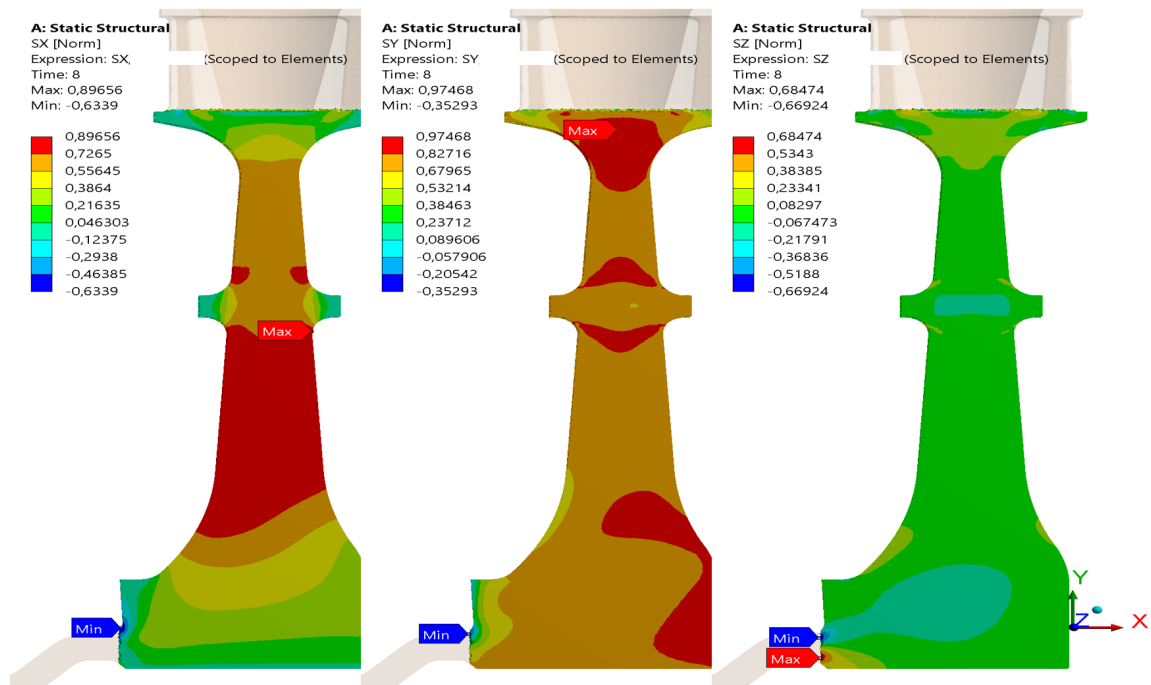 A: Static Structural
SX [Norm]
Expression: SX, (Scoped to Elements)
Time: 8
Max: 0,89656
Min: -0,6339
0,89656
0,7265
0,55645
0,3864
0,21635
0,046303
-0,12375
-0,2938
-0,46385
-0,6339
Max
Min
A: Static Structural
SY [Norm]
Expression: SY, (Scoped to Elements)
Time: 8
Max: 0,97468
Min: -0,35293
0,97468
0,82716
0,67965
0,53214
0,38463
0,23712
0,089606
-0,057906
-0,20542
-0,35293
Max
Min
A: Static Structural
SZ [Norm]
Expression: SZ (Scoped to Elements)
Time: 8
Max: 0,68474
Min: -0,66924
0,68474
0,5343
0,38385
0,23341
0,08297
-0,067473
-0,21791
-0,36836
-0,5188
-0,66924
Min
Max
Y
Z
X